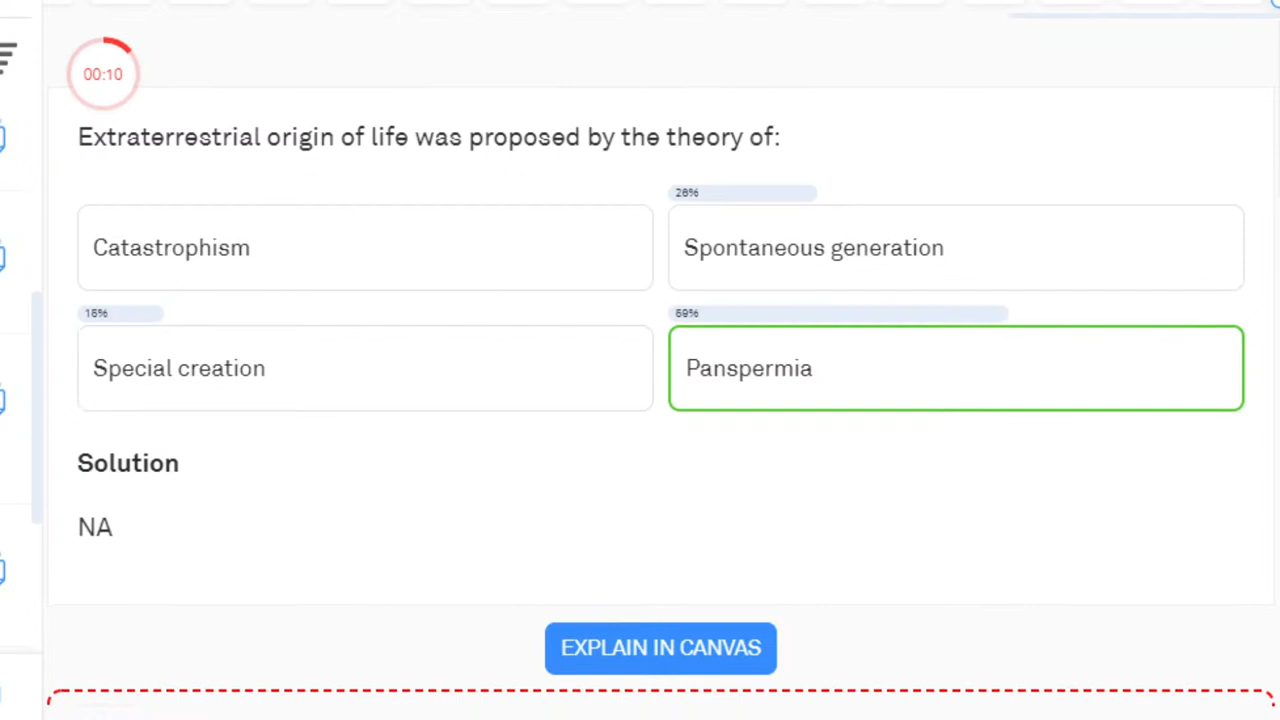 00:10
Extraterrestrial origin of life was proposed by the theory of:
26%
Catastrophism
Spontaneous generation
15%
59%
Special creation
Panspermia
Solution
NA
EXPLAIN IN CANVAS